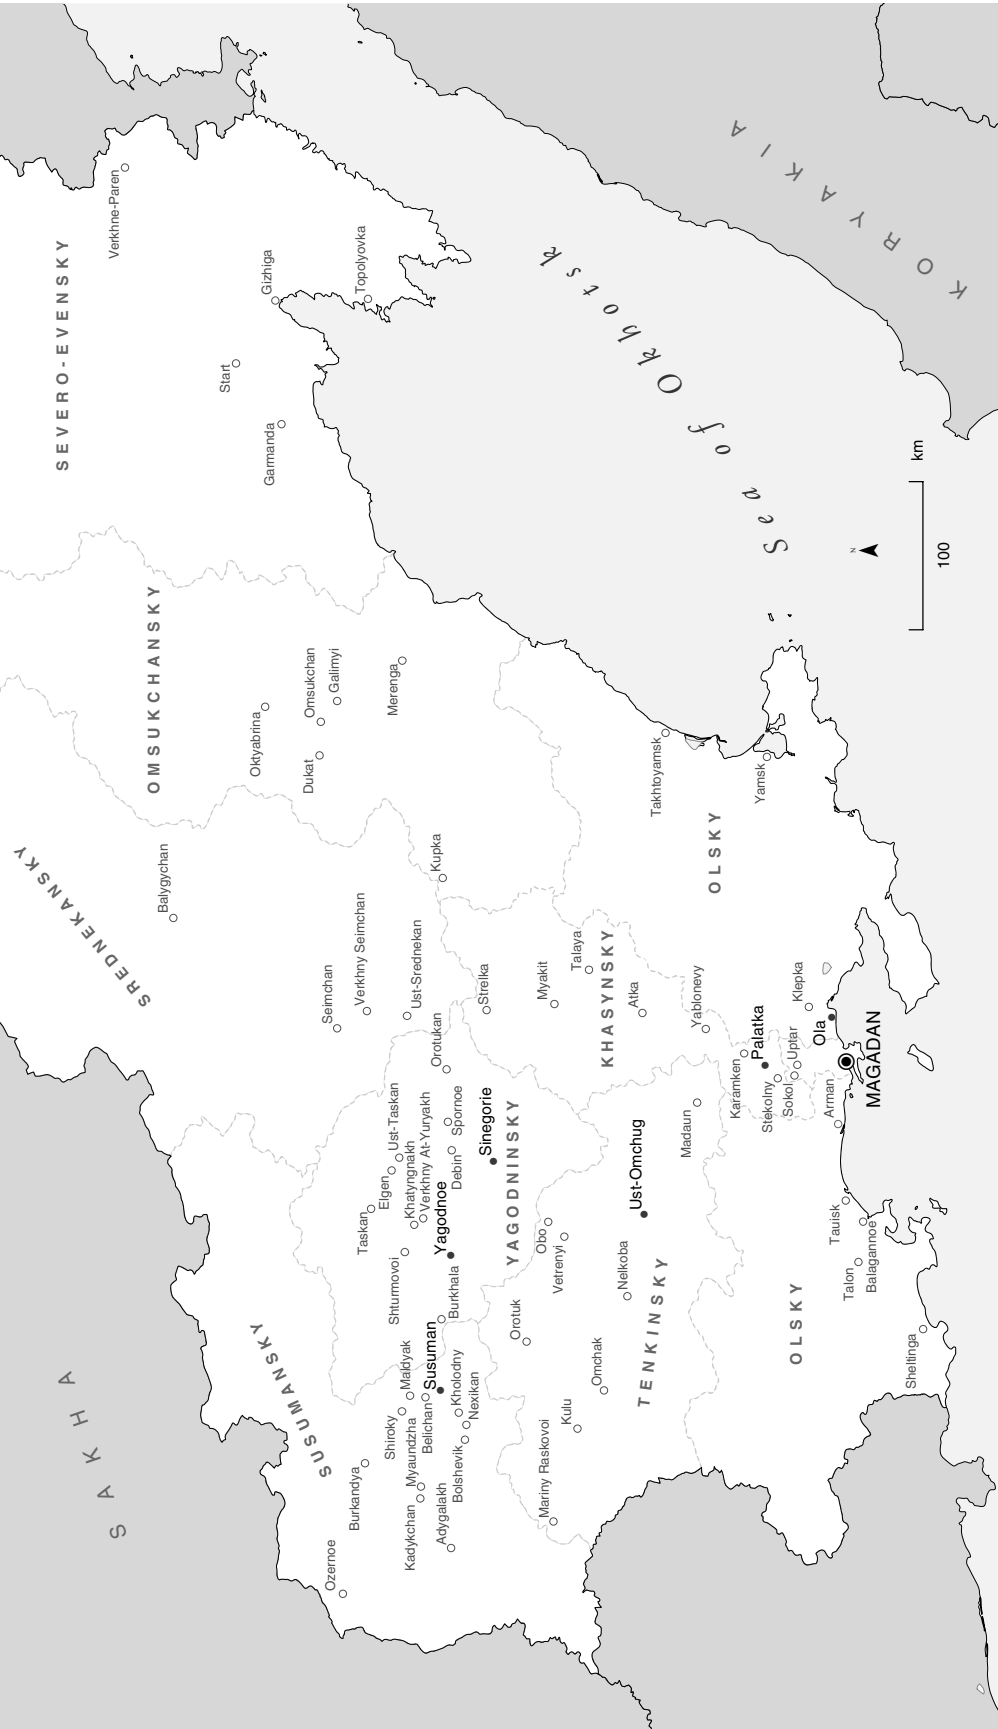 SAKHA
KORYAKIA
Sea of Okhotsk
SEVERO-EVENSKY
OMSUKCHANSKY
SREDNEKANSKY
SUSUMANSKY
YAGODNINSKY
KHASYNSKY
TENKINSKY
OLSKY
OLSKY
Verkhne-Paren
Gizhiga
Topolyovka
Start
Garmanda
Oktyabrina
Omsukchan
Galimyi
Dukat
Merenga
Balygychan
Kupka
Seimchan
Verkhny Seimchan
Ust-Srednekan
Orotukan
Strelka
Myakit
Talaya
Atka
Yablonevy
Takhtoyamsk
Yamsk
Klepka
Ola
MAGADAN
Palatka
Uptar
Karamken
Stekolny
Sokol
Arman
Madaun
Tauisk
Talon
Balagannoe
Sheltinga
Ust-Taskan
Elgen
Taskan
Khatyngnakh
Verkhny At-Yuryakh
Spornoe
Debin
Sinegorie
Yagodnoe
Shturmovoi
Burkhala
Susuman
Maldyak
Shiroky
Belichan
Kholodny
Nexikan
Myaundzha
Bolshevik
Kadykchan
Adygalakh
Burkandya
Ozernoe
Obo
Vetrenyi
Ust-Omchug
Nelkoba
Orotuk
Omchak
Kulu
Mariny Raskovoi
N
100
km